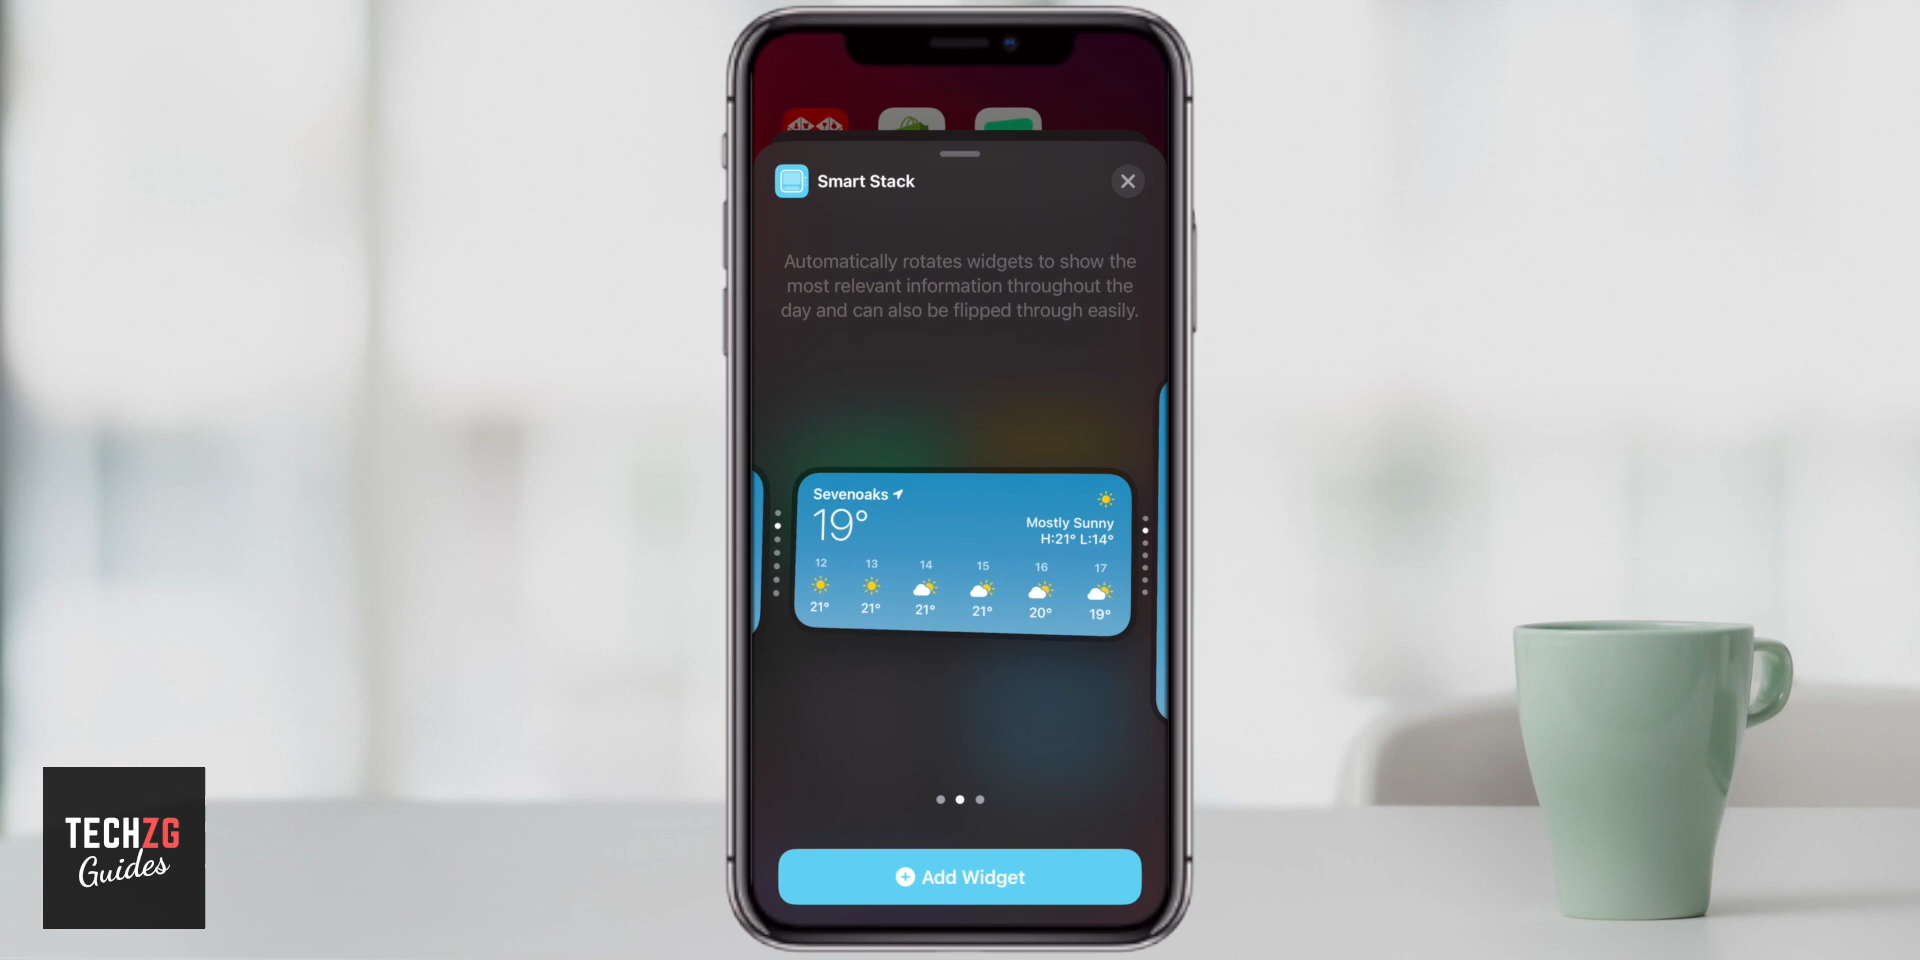 Smart Stack
Automatically rotates widgets to show the
most relevant information throughout the
day and can also be flipped through easily.
Sevenoaks
19°
Mostly Sunny
H:21° L:14°
12 13 14 15 16 17
21° 21° 21° 21° 20° 19°
Add Widget
TECHZG
Guides